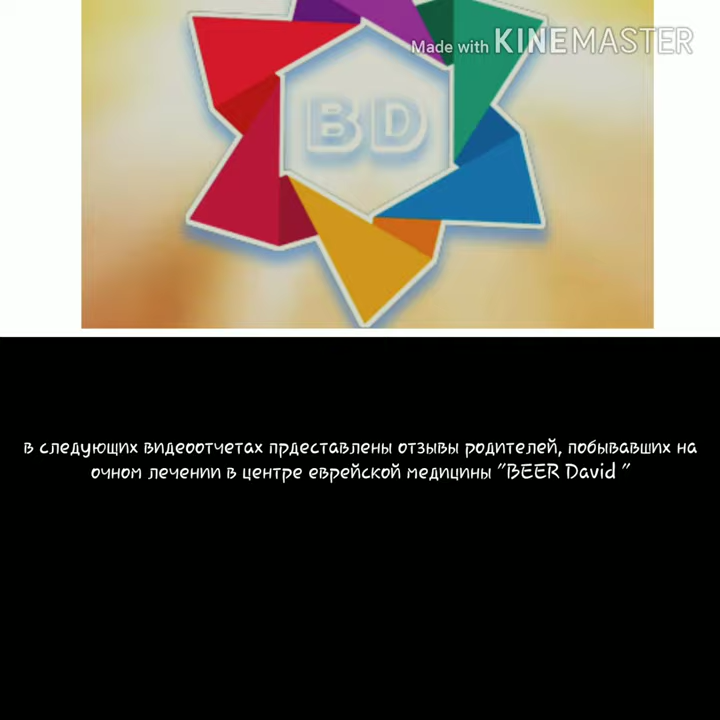 Made with KINEMASTER
BD
в следующих видеоотчетах прдеставлены отзывы родителей, побывавших на
очном лечении в центре еврейской медицины "BEER David "